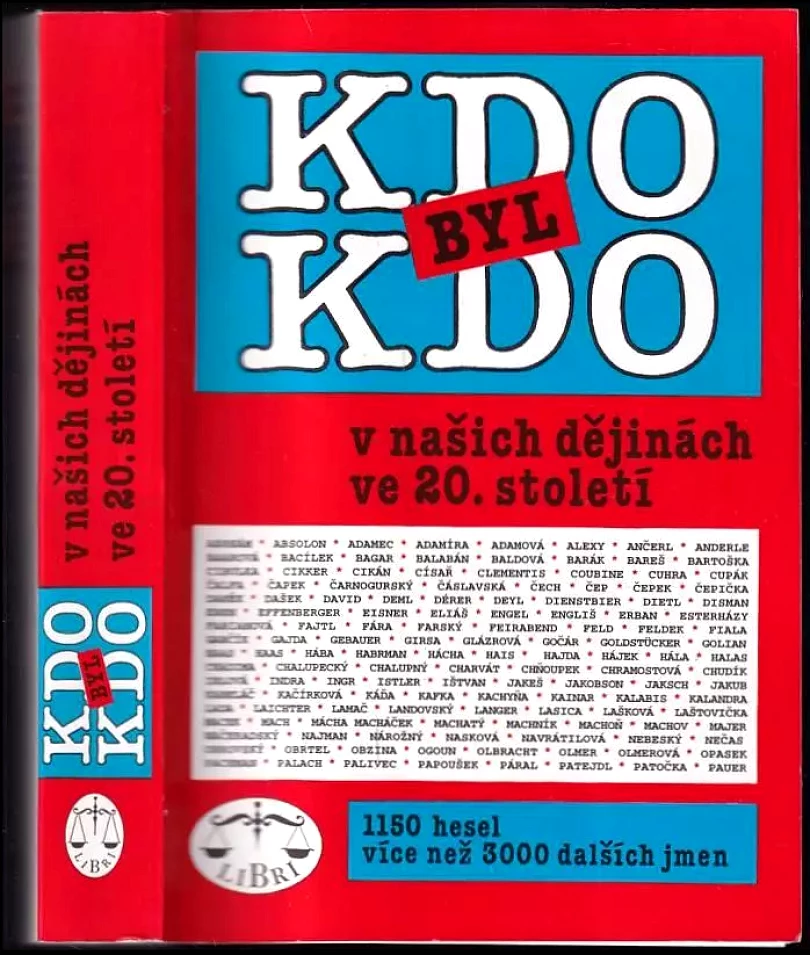 v našich dějinách
ve 20. století
KDO
BYL
KDO
LIBRI
KDO
BYL
KDO
v našich dějinách
ve 20. století
* ABSOLON * ADAMEC * ADAMÍRA * ADAMOVÁ * ALEXY * ANČERL * ANDERLE
* BACÍLEK * BAGAR * BALABÁN * BALDOVÁ * BARÁK * BAREŠ * BARTOŠKA
* CIKKER * CIKÁN * CÍSAŘ * CLEMENTIS * COUBINE * CUHRA * CUPÁK
* ČAPEK * ČARNOGURSKÝ * ČÁSLAVSKÁ * ČECH * ČEP * ČEPEK * ČEPIČKA
* DAŠEK * DAVID * DEML * DÉRER * DEYL * DIENSTBIER * DIETL * DISMAN
* EFFENBERGER * EISNER * ELIÁŠ * ENGEL * ENGLIŠ * ERBAN * ESTERHÁZY
* FAJTL * FÁRA * FARSKÝ * FEIRABEND * FELD * FELDEK * FIALA
* GAJDA * GEBAUER * GIRSA * GLÁZROVÁ * GOČÁR * GOLDSTÜCKER * GOLIAN
* HAAS * HÁBA * HABRMAN * HÁCHA * HAIS * HAJDA * HÁJEK * HÁLA * HALAS
* CHALUPECKÝ * CHALUPNÝ * CHARVÁT * CHŇOUPEK * CHRAMOSTOVÁ * CHUDÍK
* INDRA * INGR * ISTLER * IŠTVAN * JAKEŠ * JAKOBSON * JAKSCH * JAKUB
* KAČÍRKOVÁ * KÁĎA * KAFKA * KACHYŇA * KAINAR * KALABIS * KALANDRA
* LAICHTER * LAMAČ * LANDOVSKÝ * LANGER * LASICA * LAŠKOVÁ * LAŠTOVIČKA
* MACH * MÁCHA MACHÁČEK * MACHATÝ * MACHNÍK * MACHOŇ * MACHOV * MAJER
* NAJMAN * NÁROŽNÝ * NASKOVÁ * NAVRÁTILOVÁ * NEBESKÝ * NEČAS
* OBRTEL * OBZINA * OGOUN * OLBRACHT * OLMER * OLMEROVÁ * OPASEK
* PALACH * PALIVEC * PAPOUŠEK * PÁRAL * PATEJDL * PATOČKA * PAUER
LIBRI
1150 hesel
více než 3000 dalších jmen